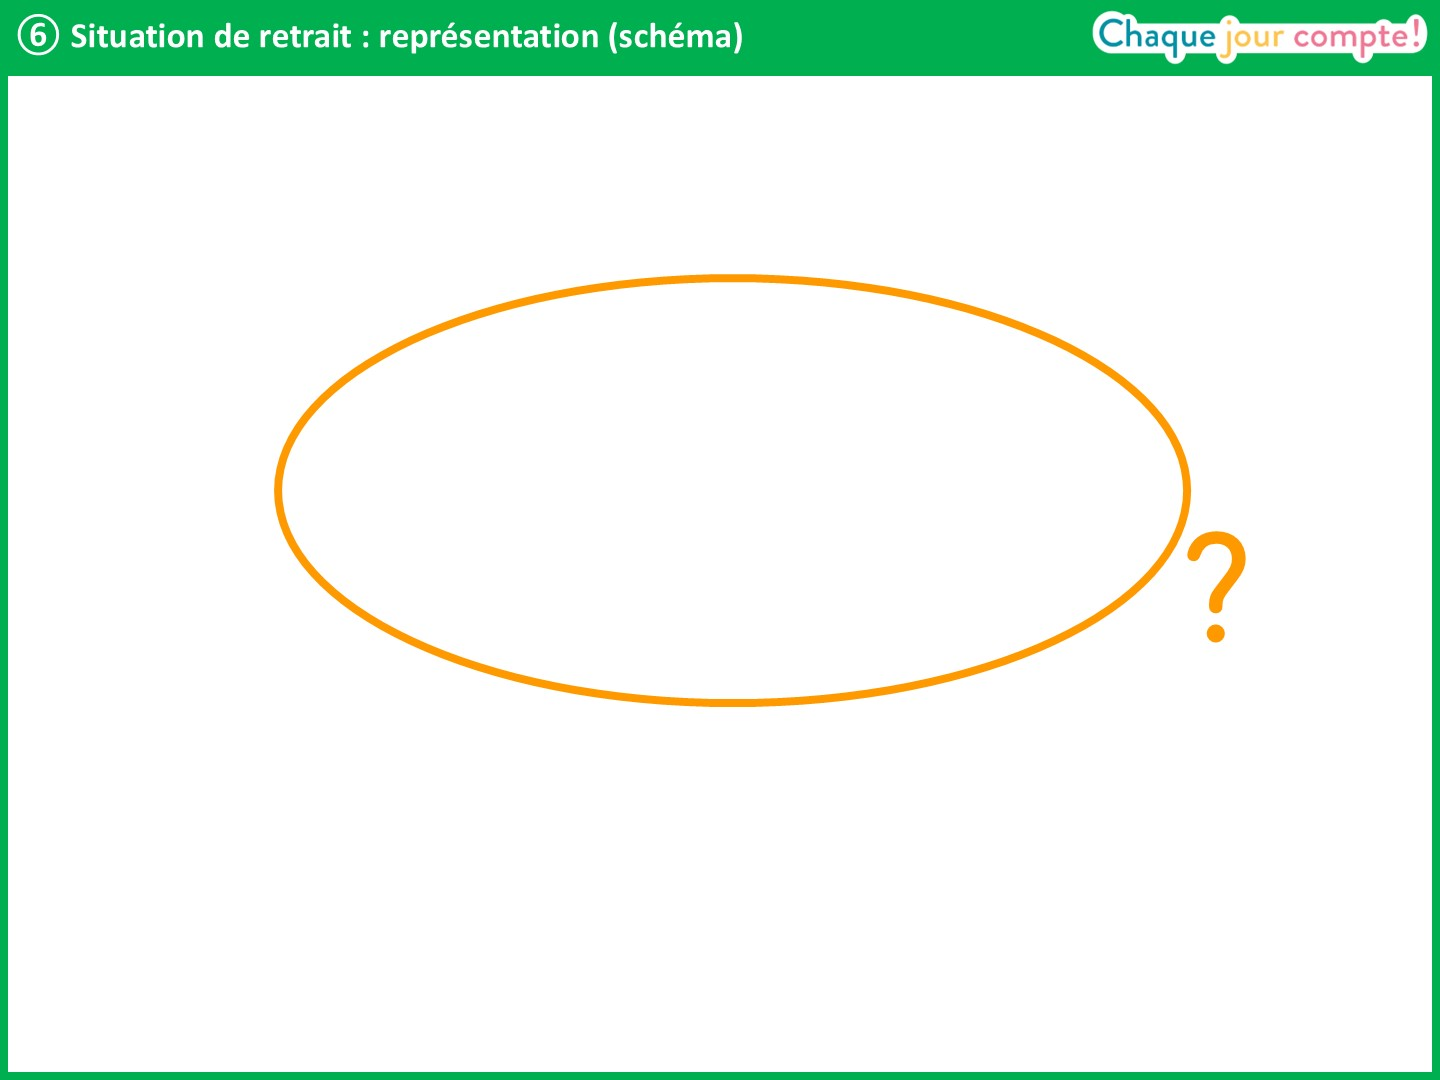 ⑥ Situation de retrait : représentation (schéma)
Chaque jour compte!
?